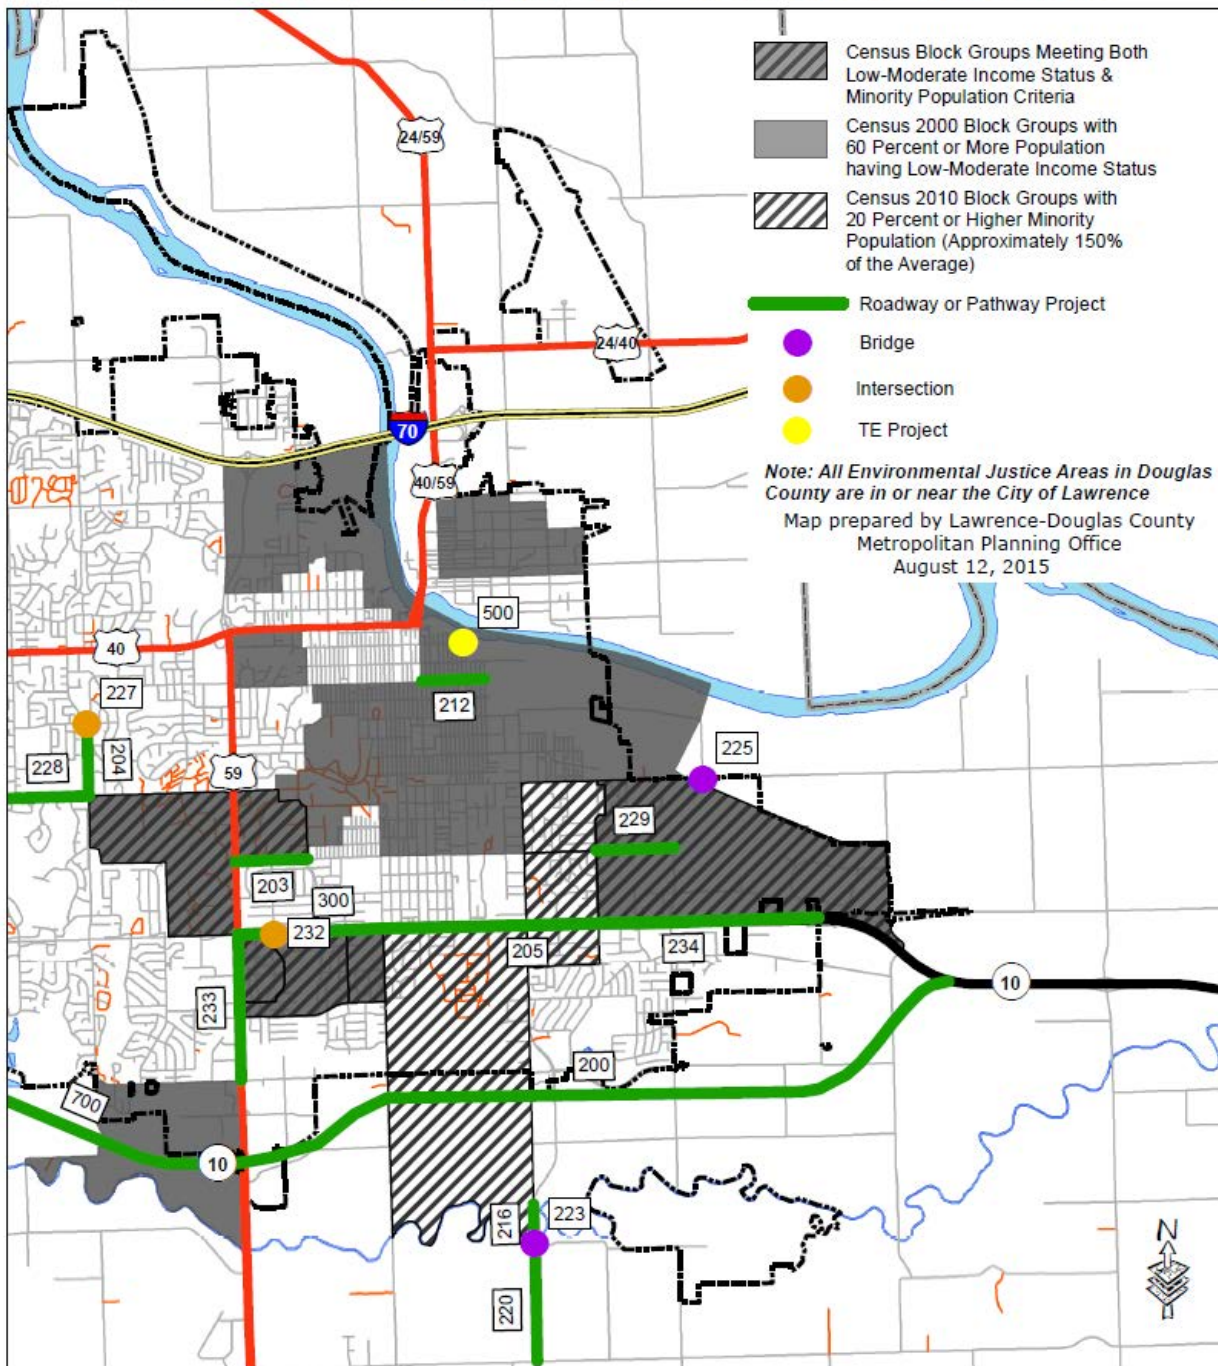 Census Block Groups Meeting Both
Low-Moderate Income Status &
Minority Population Criteria
Census 2000 Block Groups with
60 Percent or More Population
having Low-Moderate Income Status
Census 2010 Block Groups with
20 Percent or Higher Minority
Population (Approximately 150%
of the Average)
Roadway or Pathway Project
Bridge
Intersection
TE Project
Note: All Environmental Justice Areas in Douglas
County are in or near the City of Lawrence
Map prepared by Lawrence-Douglas County
Metropolitan Planning Office
August 12, 2015
24/59
24/40
70
40/59
500
40
227
212
228
204
59
225
229
203
300
232
205
234
233
10
200
700
10
216
223
220
N